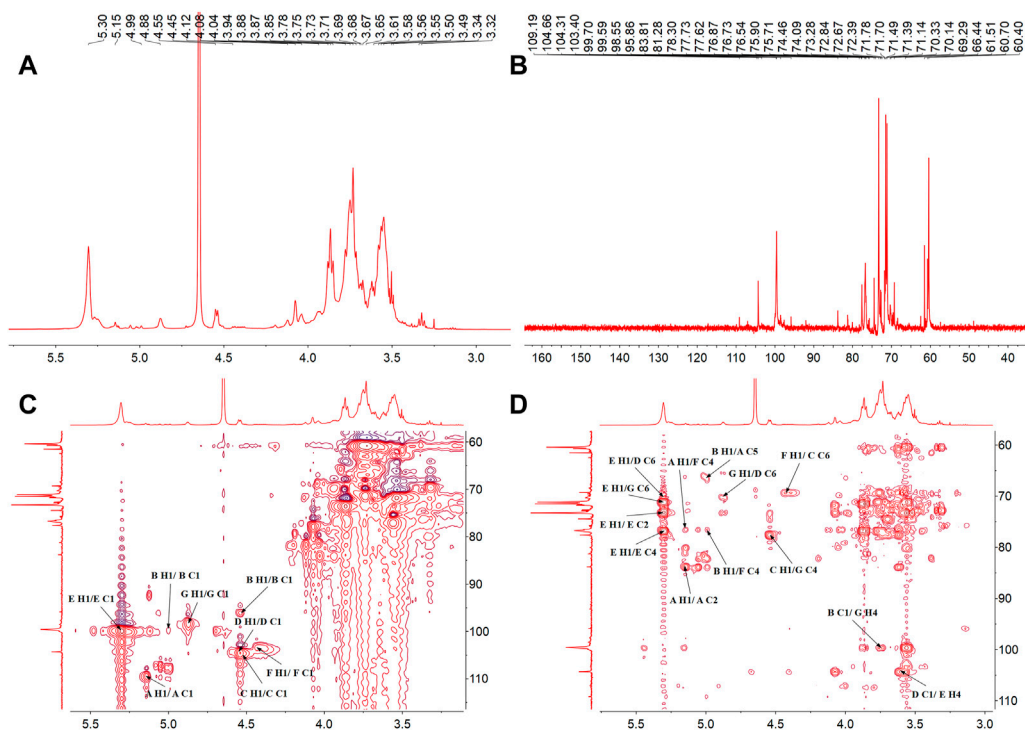 5.30 5.15 4.99 4.88 4.55 4.45 4.12 4.08 4.04 3.94 3.88 3.87 3.85 3.78 3.75 3.73 3.71 3.69 3.68 3.67 3.65 3.61 3.58 3.56 3.55 3.50 3.49 3.34 3.32
A
5.5 5.0 4.5 4.0 3.5 3.0
109.19 104.66 104.31 103.40 99.70 99.59 98.55 95.86 83.81 81.28 78.30 77.73 77.62 76.87 76.73 76.54 75.90 75.71 74.46 74.09 73.28 72.84 72.67 72.39 71.78 71.70 71.49 71.39 71.14 70.33 70.14 69.29 66.44 61.51 60.70 60.40
B
160 150 140 130 120 110 100 90 80 70 60 50 40
C
60
70
80
90
100
110
B H1/ B C1
G H1/G C1
E H1/E C1
B H1/B C1
D H1/D C1
F H1/ F C1
A H1/A C1
C H1/C C1
5.5 5.0 4.5 4.0 3.5
D
60
70
80
90
100
110
B H1/A C5
A H1/F C4
F H1/ C C6
E H1/D C6
G H1/D C6
E H1/G C6
E H1/E C2
E H1/E C4
B H1/F C4
C H1/G C4
A H1/A C2
B C1/ G H4
D C1/ E H4
5.5 5.0 4.5 4.0 3.5 3.0